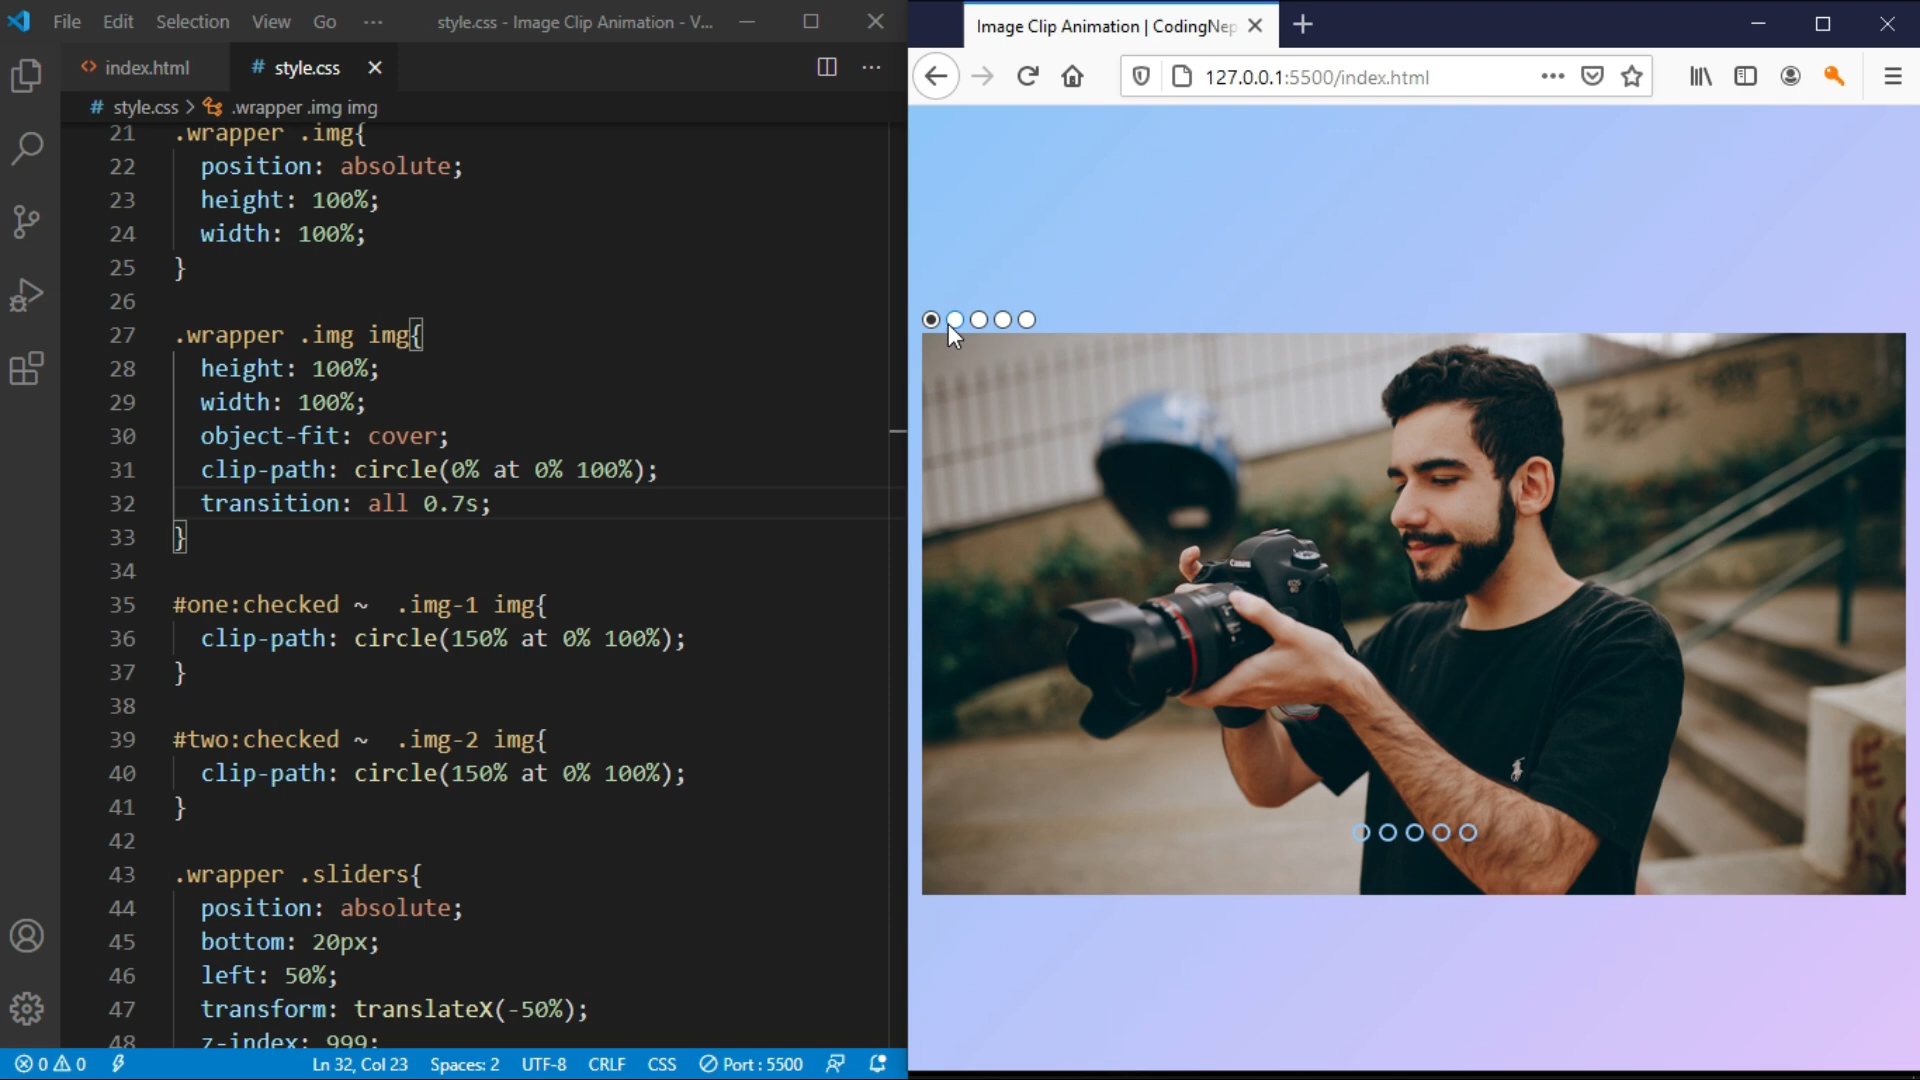 File Edit Selection View Go ··· style.css - Image Clip Animation - V...
index.html # style.css
# style.css > .wrapper .img img
21 .wrapper .img{
22 position: absolute;
23 height: 100%;
24 width: 100%;
25 }
26
27 .wrapper .img img{
28 height: 100%;
29 width: 100%;
30 object-fit: cover;
31 clip-path: circle(0% at 0% 100%);
32 transition: all 0.7s;
33 }
34
35 #one:checked ~ .img-1 img{
36 clip-path: circle(150% at 0% 100%);
37 }
38
39 #two:checked ~ .img-2 img{
40 clip-path: circle(150% at 0% 100%);
41 }
42
43 .wrapper .sliders{
44 position: absolute;
45 bottom: 20px;
46 left: 50%;
47 transform: translateX(-50%);
48 z-index: 999;
0 0 Ln 32, Col 23 Spaces: 2 UTF-8 CRLF CSS Port : 5500
Image Clip Animation | CodingNep
127.0.0.1:5500/index.html
Canon
EOS
6D